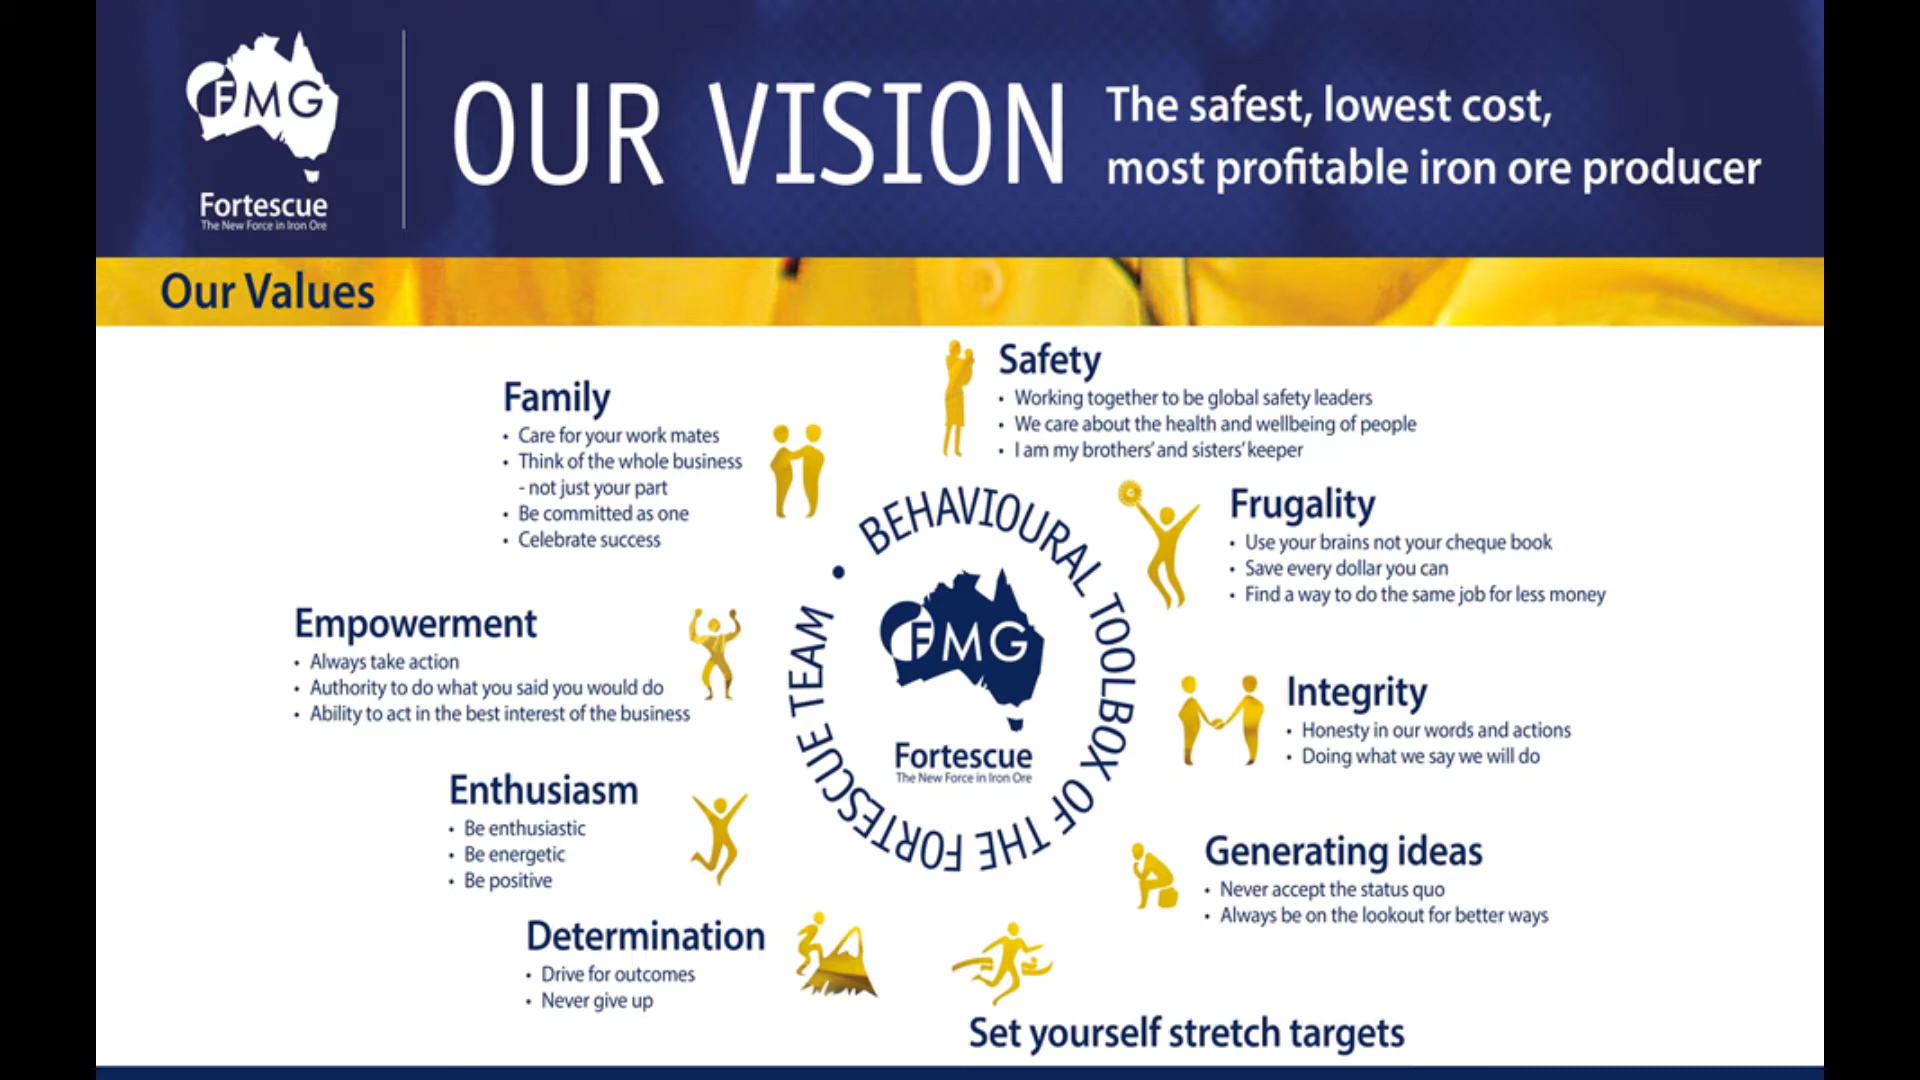 FMG
Fortescue
The New Force in Iron Ore
OUR VISION
The safest, lowest cost,
most profitable iron ore producer
Our Values
Safety
• Working together to be global safety leaders
• We care about the health and wellbeing of people
• I am my brothers' and sisters' keeper
Family
• Care for your work mates
• Think of the whole business
- not just your part
• Be committed as one
• Celebrate success
Frugality
• Use your brains not your cheque book
• Save every dollar you can
• Find a way to do the same job for less money
Empowerment
• Always take action
• Authority to do what you said you would do
• Ability to act in the best interest of the business
BEHAVIOURAL TOOLBOX OF THE FORTESCUE TEAM •
FMG
Fortescue
The New Force in Iron Ore
Integrity
• Honesty in our words and actions
• Doing what we say we will do
Enthusiasm
• Be enthusiastic
• Be energetic
• Be positive
Generating ideas
• Never accept the status quo
• Always be on the lookout for better ways
Determination
• Drive for outcomes
• Never give up
Set yourself stretch targets